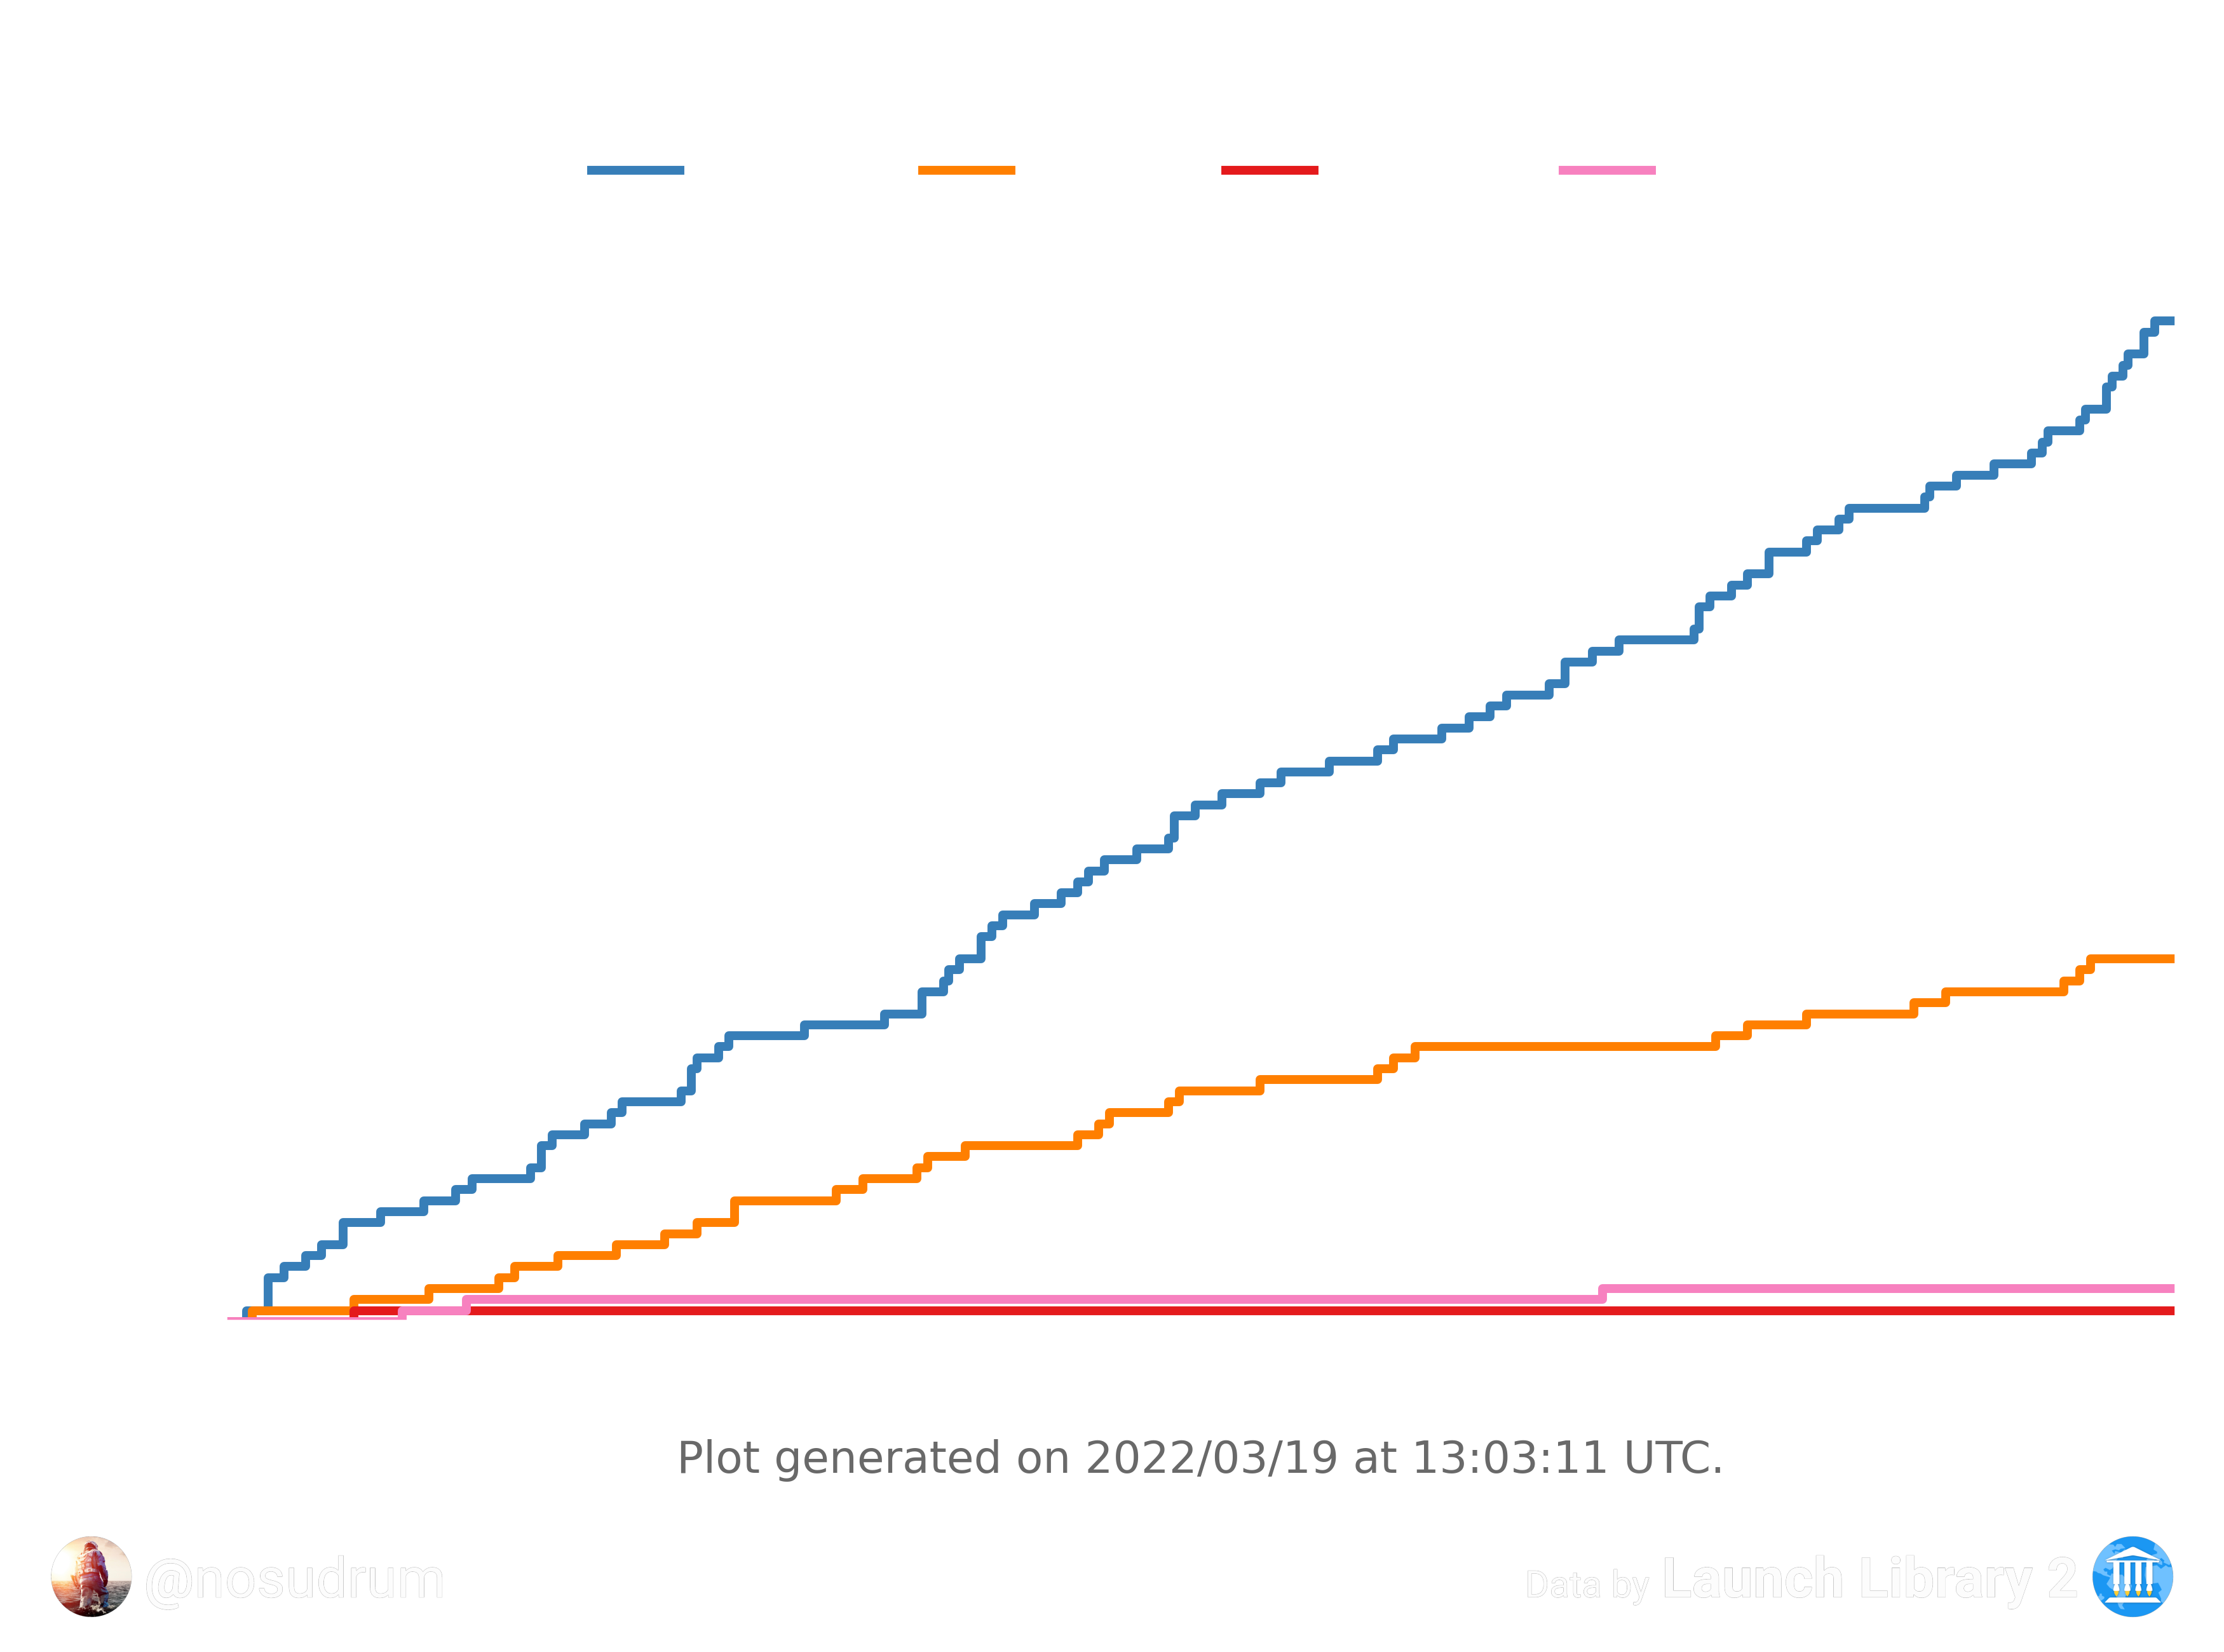 Plot generated on 2022/03/19 at 13:03:11 UTC.
@nosudrum
Data by Launch Library 2